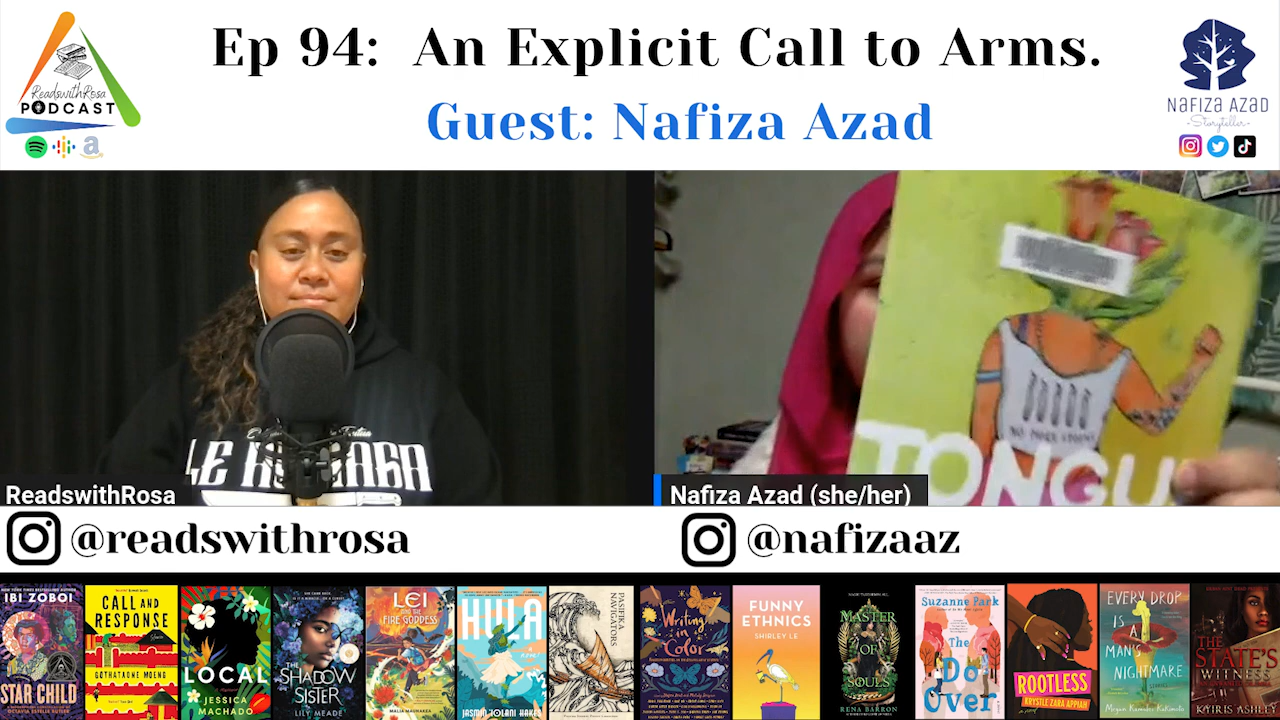 Ep 94: An Explicit Call to Arms.
Guest: Nafiza Azad
ReadswithRosa
PODCAST
NAFIZA AZAD
-Storyteller-
TONGU
ReadswithRosa
Nafiza Azad (she/her)
@readswithrosa
@nafizaaz
IBI ZOBOI
STAR CHILD
CALL AND
RESPONSE
GOTHATAONE MOENG
LOCAL
JESSICA
MACHADO
THE
SHADOW
SISTER
LILY MEADE
LEI
AND THE
FIRE GODDESS
MALIA MAUNAKEA
HULA
JASMIN IOLANI HAKES
PASIFIKA
NAVIGATORS
Writing
in
Color
FUNNY
ETHNICS
SHIRLEY LE
MASTER
OF
SOULS
RENA BARRON
Suzanne Park
The
Do-
Over
ROOTLESS
KRYSTLE ZARA APPIAH
EVERY DROP
IS A
MAN'S
NIGHTMARE
Megan Kamalei Kakimoto
THE
STATE'S
WITNESS
KYIRIS ASHLEY